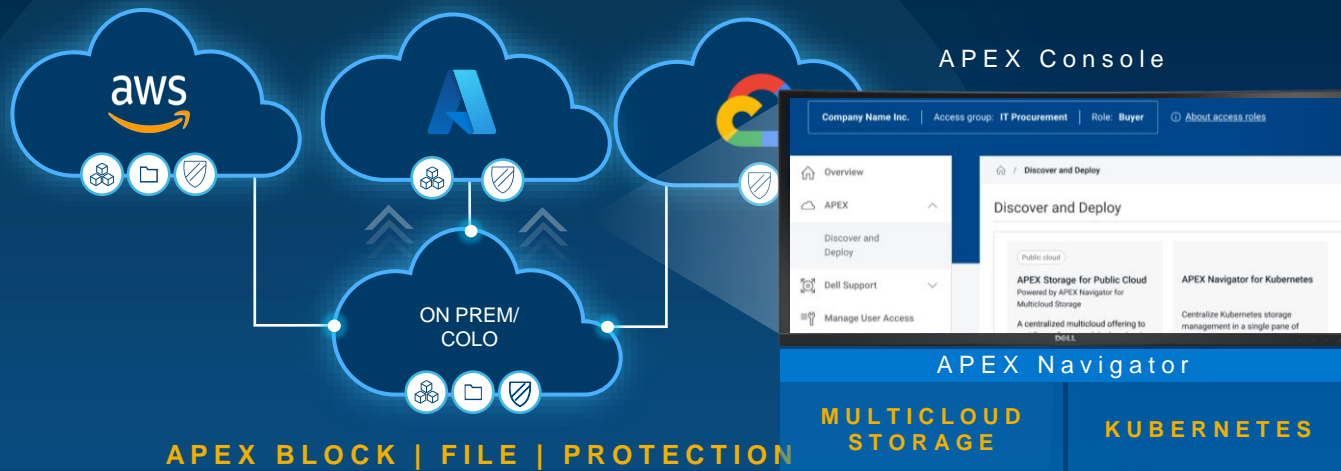 aws
ON PREM/
COLO
APEX BLOCK | FILE | PROTECTION
APEX Console
Company Name Inc. Access group: IT Procurement Role: Buyer About access roles
Overview
APEX
Discover and
Deploy
Dell Support
Manage User Access
/ Discover and Deploy
Discover and Deploy
Public cloud
APEX Storage for Public Cloud
Powered by APEX Navigator for
Multicloud Storage
A centralized multicloud offering to
APEX Navigator for Kubernetes
Centralize Kubernetes storage
management in a single pane of
DELL
APEX Navigator
MULTICLOUD
STORAGE
KUBERNETES